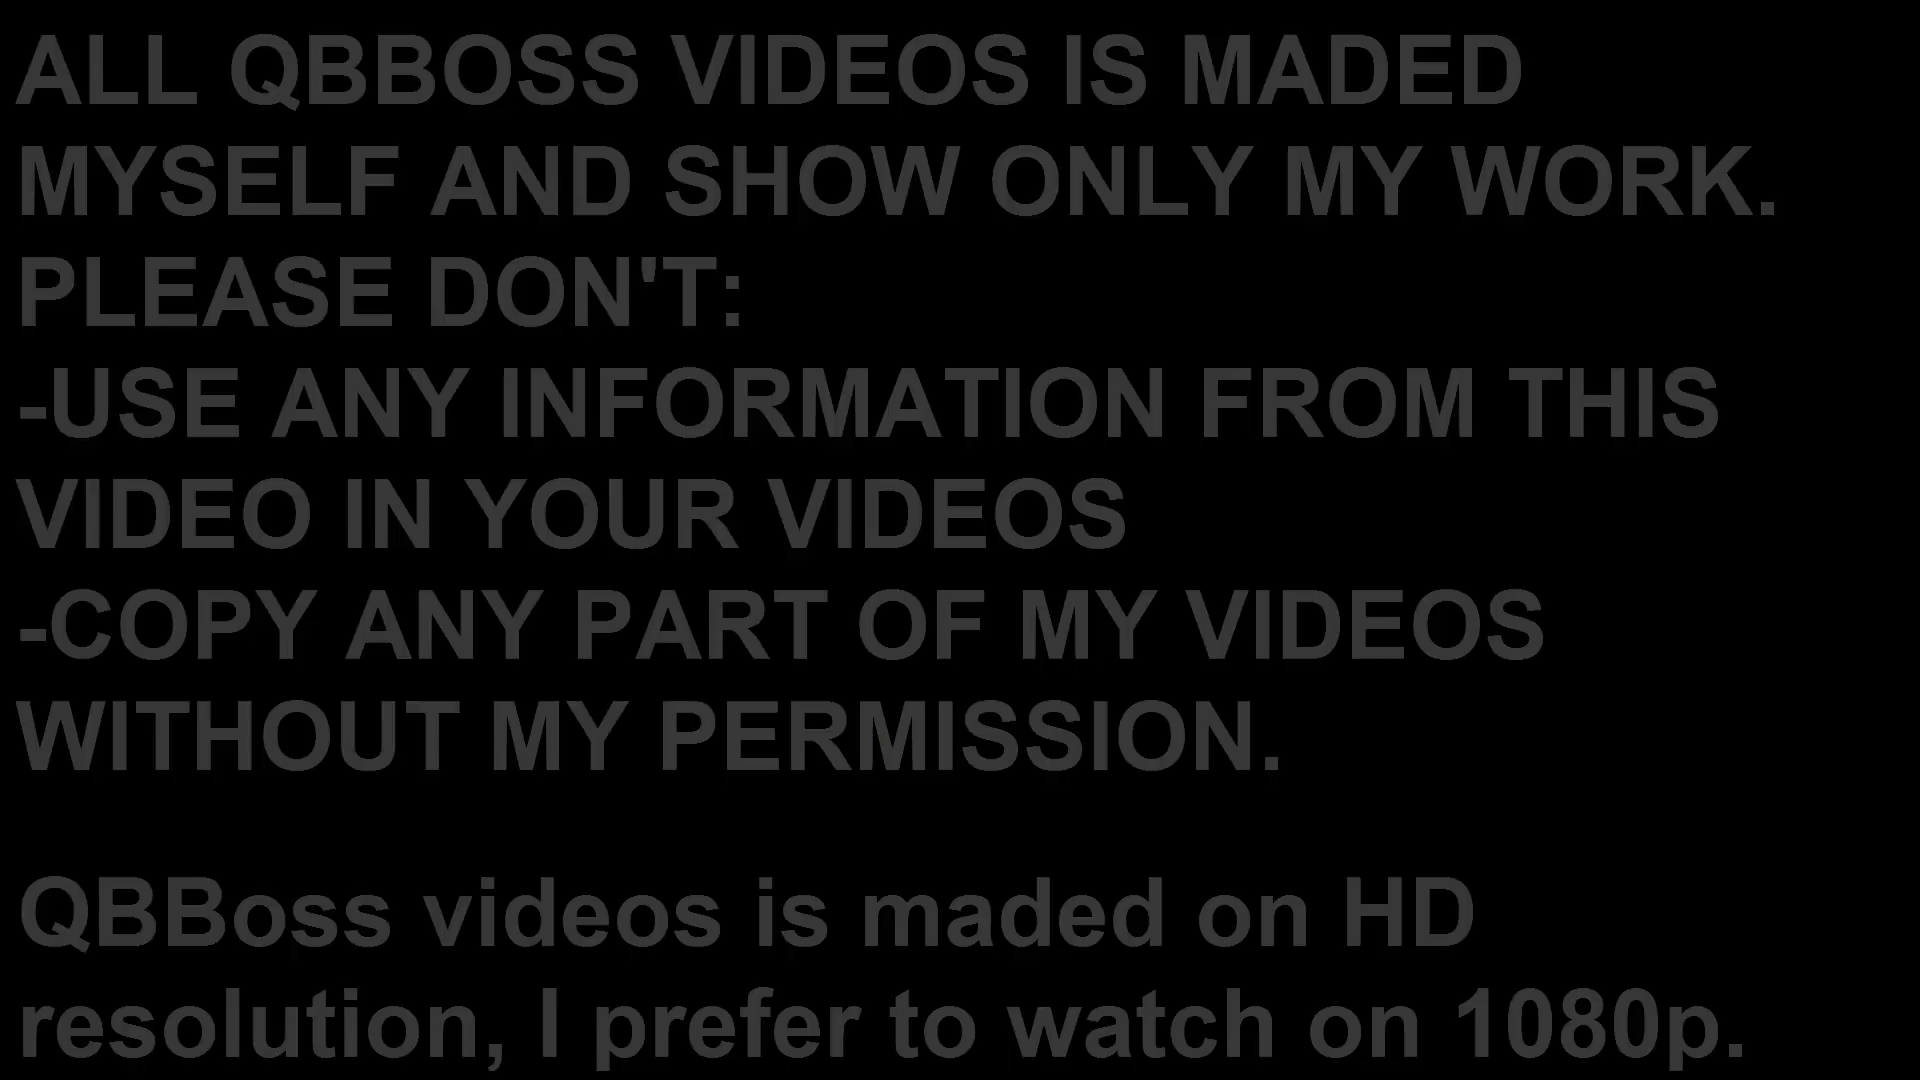 ALL QBBOSS VIDEOS IS MADED
MYSELF AND SHOW ONLY MY WORK.
PLEASE DON'T:
-USE ANY INFORMATION FROM THIS
VIDEO IN YOUR VIDEOS
-COPY ANY PART OF MY VIDEOS
WITHOUT MY PERMISSION.
QBBoss videos is maded on HD
resolution, I prefer to watch on 1080p.